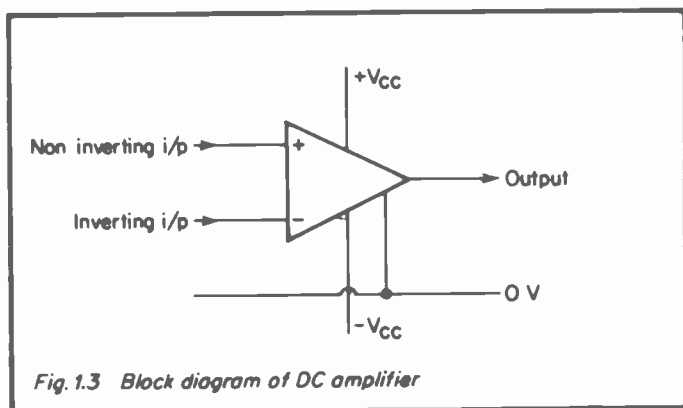 +VCC
Non inverting i/p
+
Output
Inverting i/p
-
0 V
-VCC
Fig. 1.3 Block diagram of DC amplifier